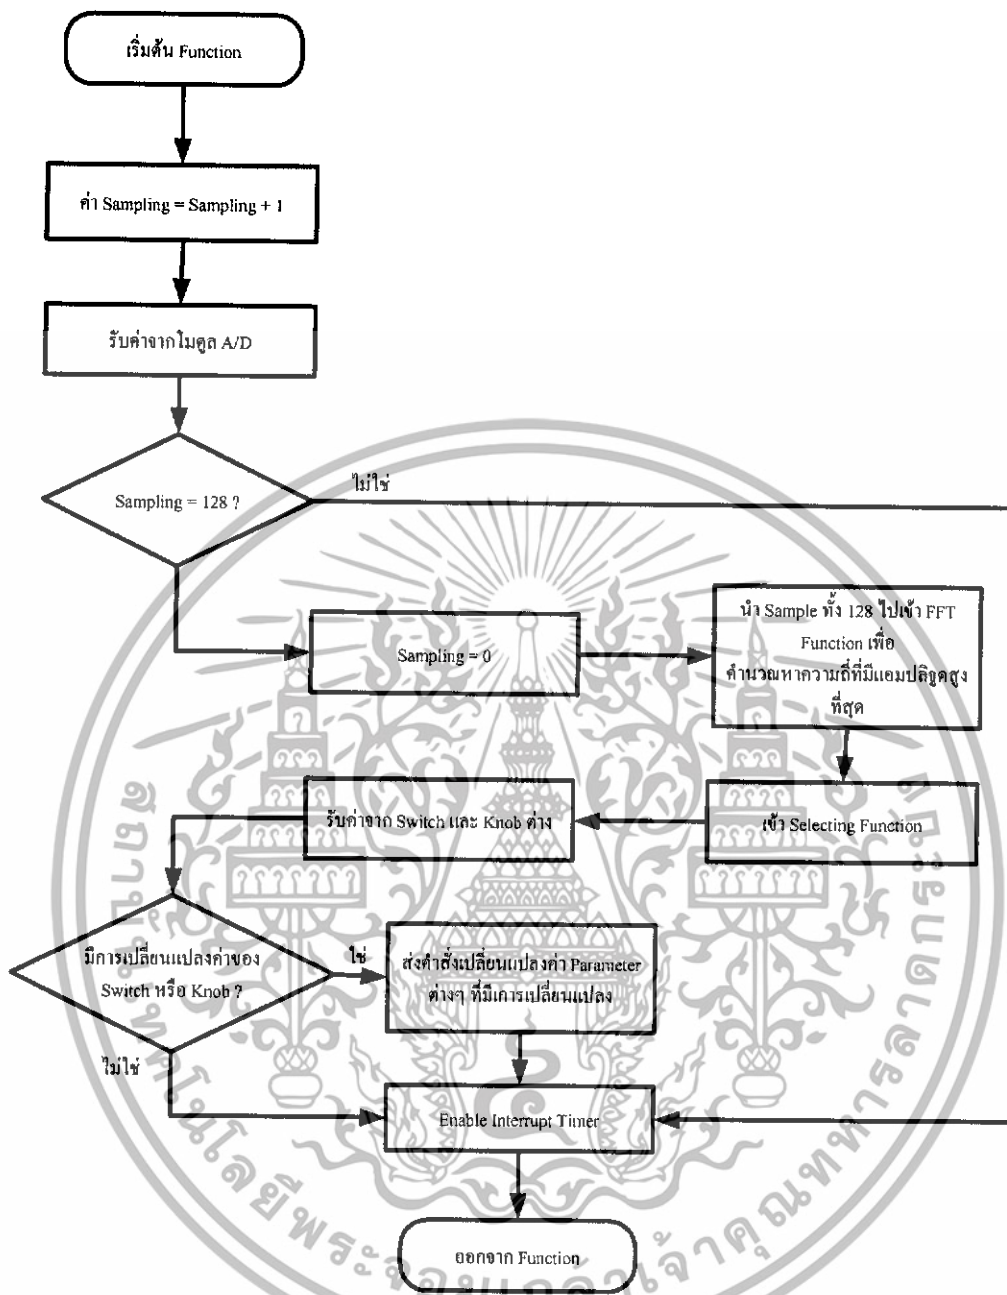 เริ่มต้น Function
ค่า Sampling = Sampling + 1
รับค่าจากโมดูล A/D
Sampling = 128 ?
ไม่ใช่
Sampling = 0
นำ Sample ทั้ง 128 ไปเข้า FFT
Function เพื่อ
คำนวณหาความถี่ที่มีแอมปลิจูดสูง
ที่สุด
เข้า Selecting Function
รับค่าจาก Switch และ Knob ต่าง
มีการเปลี่ยนแปลงค่าของ
Switch หรือ Knob ?
ใช่
ส่งคำสั่งเปลี่ยนแปลงค่า Parameter
ต่างๆ ที่มีการเปลี่ยนแปลง
ไม่ใช่
Enable Interrupt Timer
ออกจาก Function